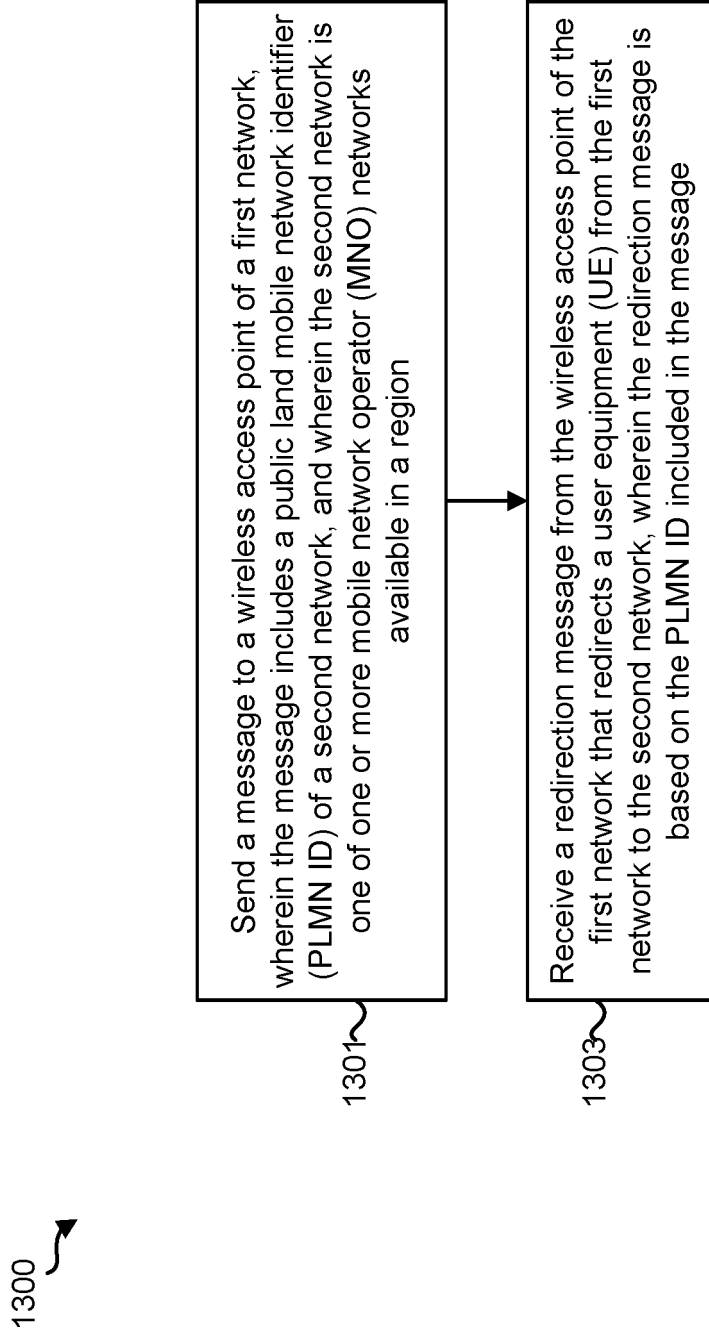 1300
1301
Send a message to a wireless access point of a first network,
wherein the message includes a public land mobile network identifier
(PLMN ID) of a second network, and wherein the second network is
one of one or more mobile network operator (MNO) networks
available in a region
1303
Receive a redirection message from the wireless access point of the
first network that redirects a user equipment (UE) from the first
network to the second network, wherein the redirection message is
based on the PLMN ID included in the message